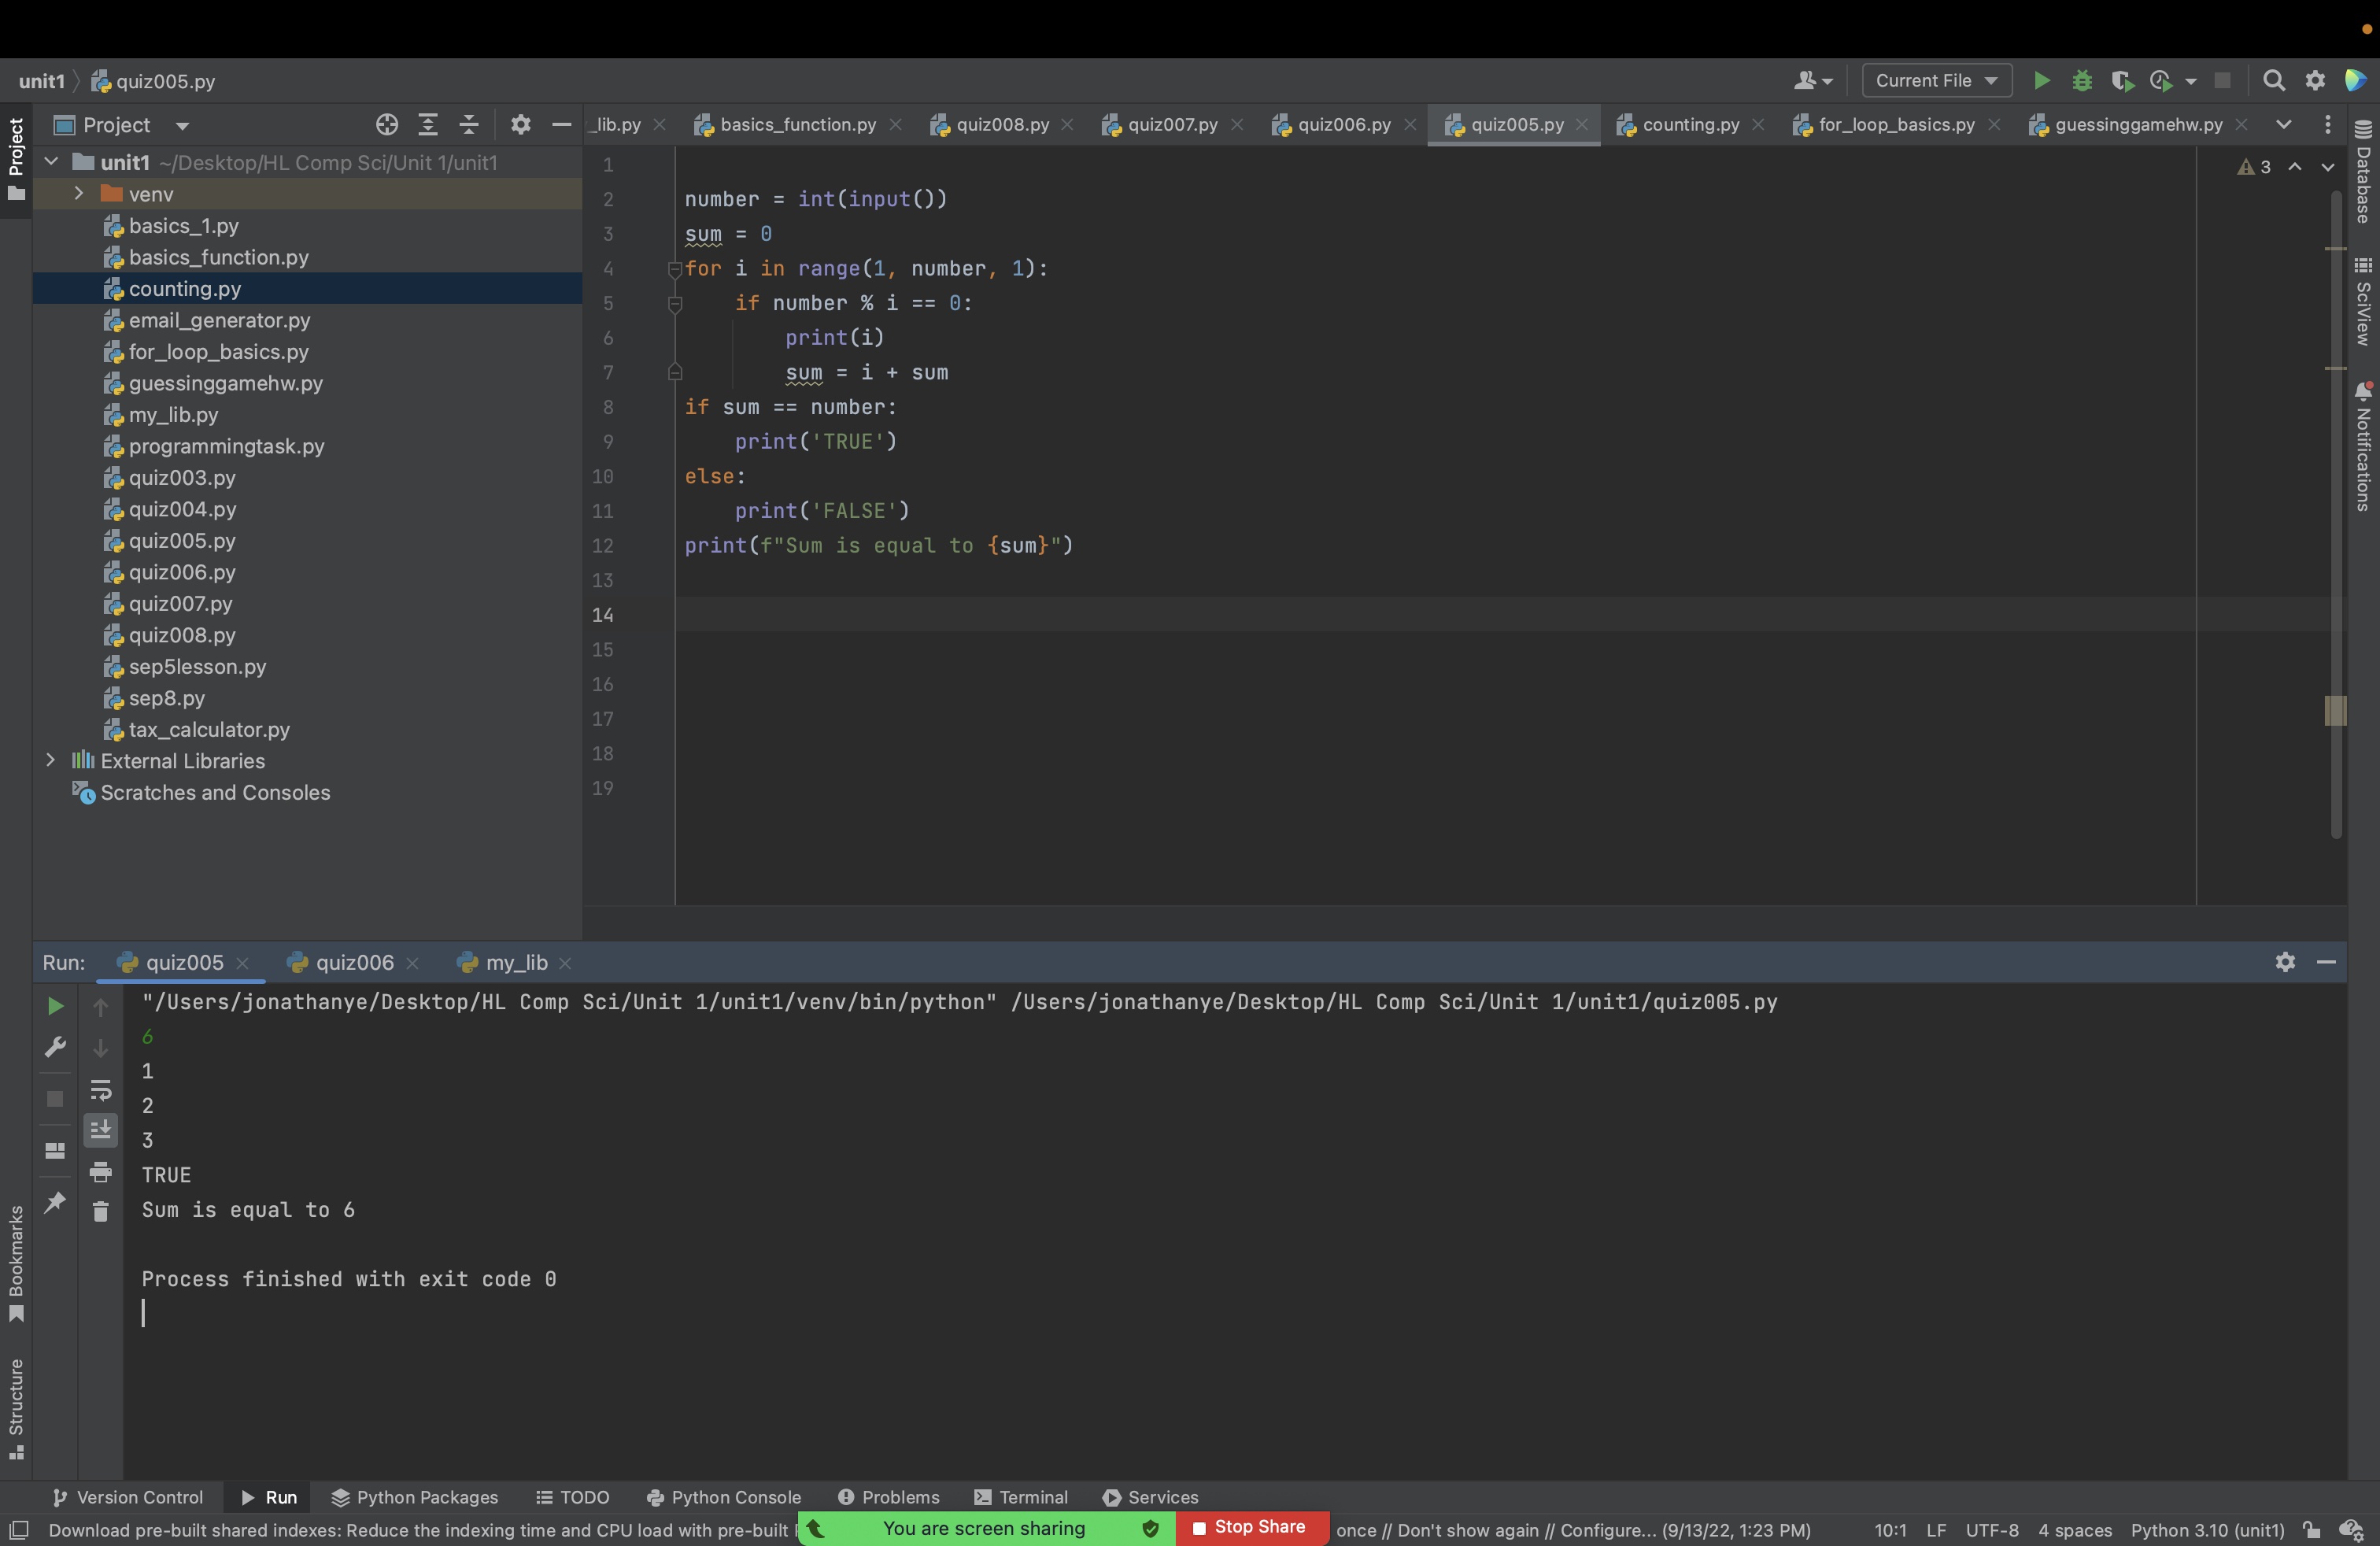 unit1 quiz005.py Current File
Project
_lib.py basics_function.py quiz008.py quiz007.py quiz006.py quiz005.py counting.py for_loop_basics.py guessinggamehw.py
Project
unit1 ~/Desktop/HL Comp Sci/Unit 1/unit1
venv
basics_1.py
basics_function.py
counting.py
email_generator.py
for_loop_basics.py
guessinggamehw.py
my_lib.py
programmingtask.py
quiz003.py
quiz004.py
quiz005.py
quiz006.py
quiz007.py
quiz008.py
sep5lesson.py
sep8.py
tax_calculator.py
External Libraries
Scratches and Consoles
1
2 number = int(input())
3 sum = 0
4 for i in range(1, number, 1):
5     if number % i == 0:
6         print(i)
7         sum = i + sum
8 if sum == number:
9     print('TRUE')
10 else:
11     print('FALSE')
12 print(f"Sum is equal to {sum}")
13
14
15
16
17
18
19
3
Database
SciView
Notifications
Run: quiz005 quiz006 my_lib
"/Users/jonathanye/Desktop/HL Comp Sci/Unit 1/unit1/venv/bin/python" /Users/jonathanye/Desktop/HL Comp Sci/Unit 1/unit1/quiz005.py
6
1
2
3
TRUE
Sum is equal to 6
Process finished with exit code 0
Bookmarks
Structure
Version Control Run Python Packages TODO Python Console Problems Terminal Services
Download pre-built shared indexes: Reduce the indexing time and CPU load with pre-built
You are screen sharing Stop Share
once // Don't show again // Configure... (9/13/22, 1:23 PM) 10:1 LF UTF-8 4 spaces Python 3.10 (unit1)